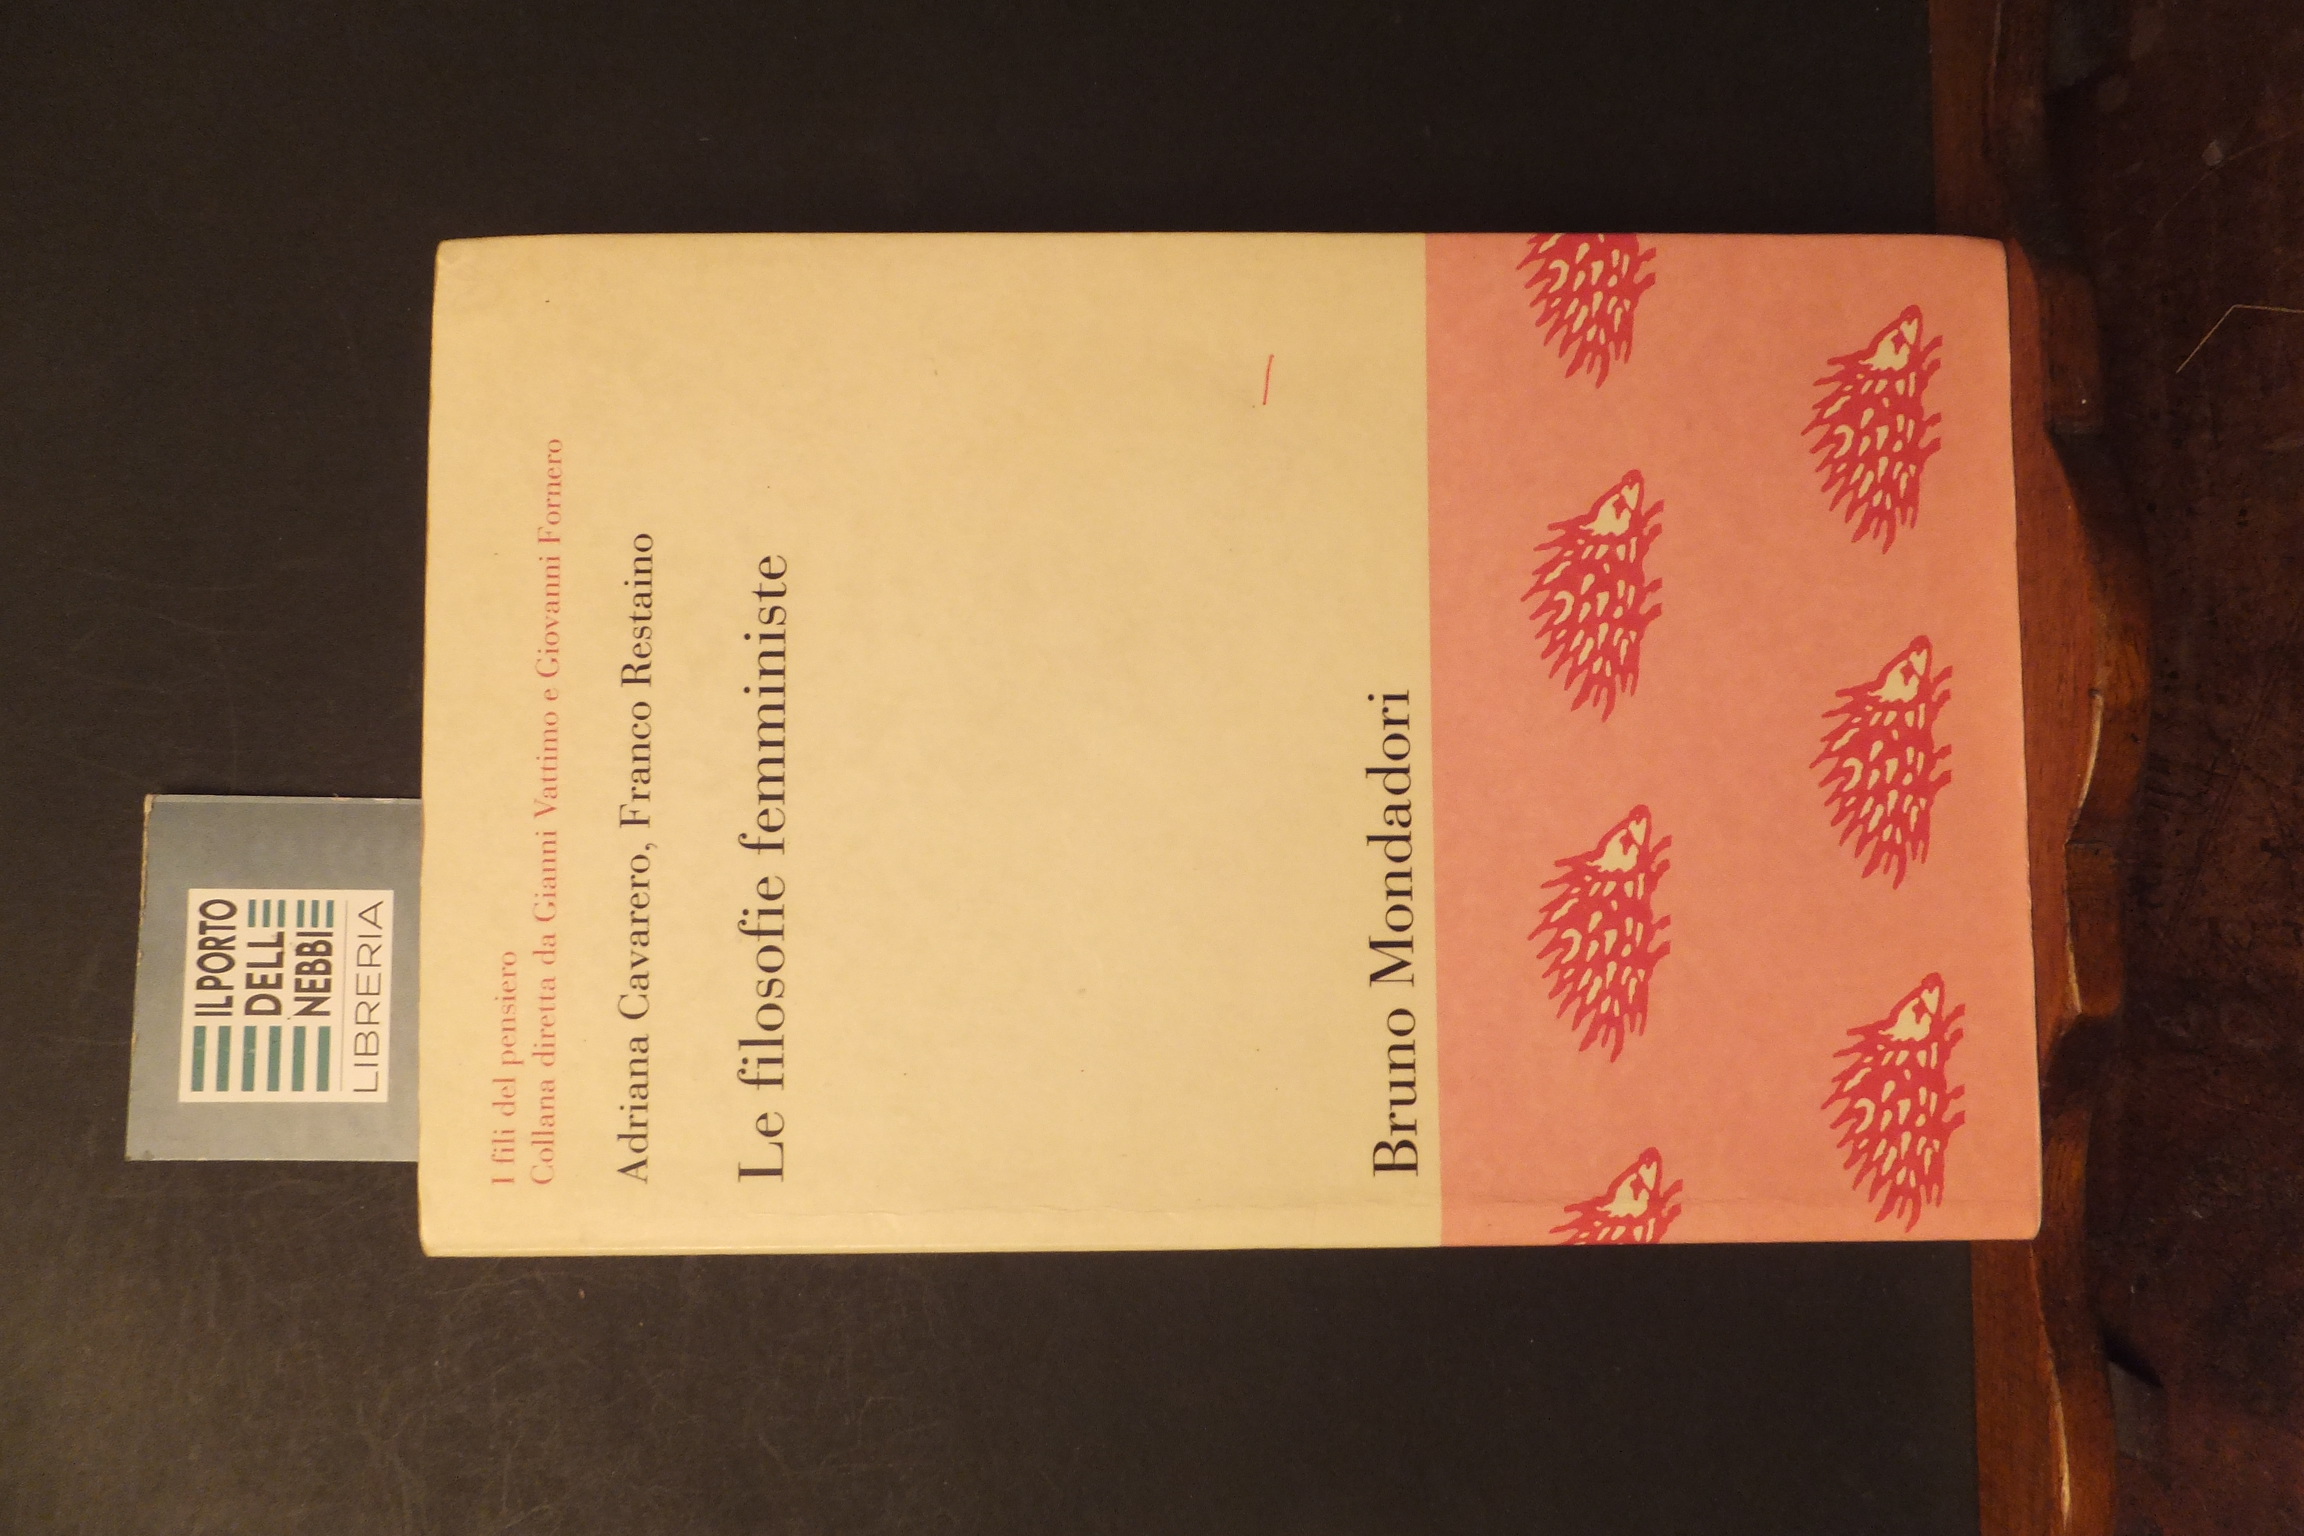 IL PORTO
DELLE
NEBBIE
LIBRERIA
I fili del pensiero
Collana diretta da Gianni Vattimo e Giovanni Fornero
Adriana Cavarero, Franco Restaino
Le filosofie femministe
Bruno Mondadori